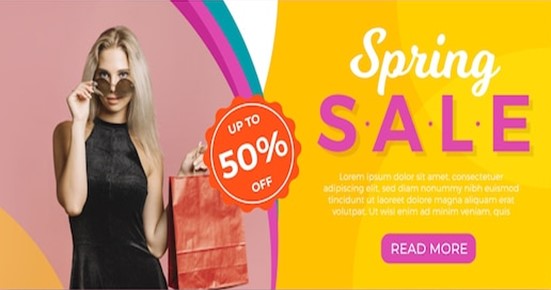 Spring
S·A·L·E
UP TO
50%
OFF
Lorem ipsum dolor sit amet, consectetuer
adipiscing elit, sed diam nonummy nibh euismod
tincidunt ut laoreet dolore magna aliquam erat
volutpat. Ut wisi enim ad minim veniam, quis
READ MORE